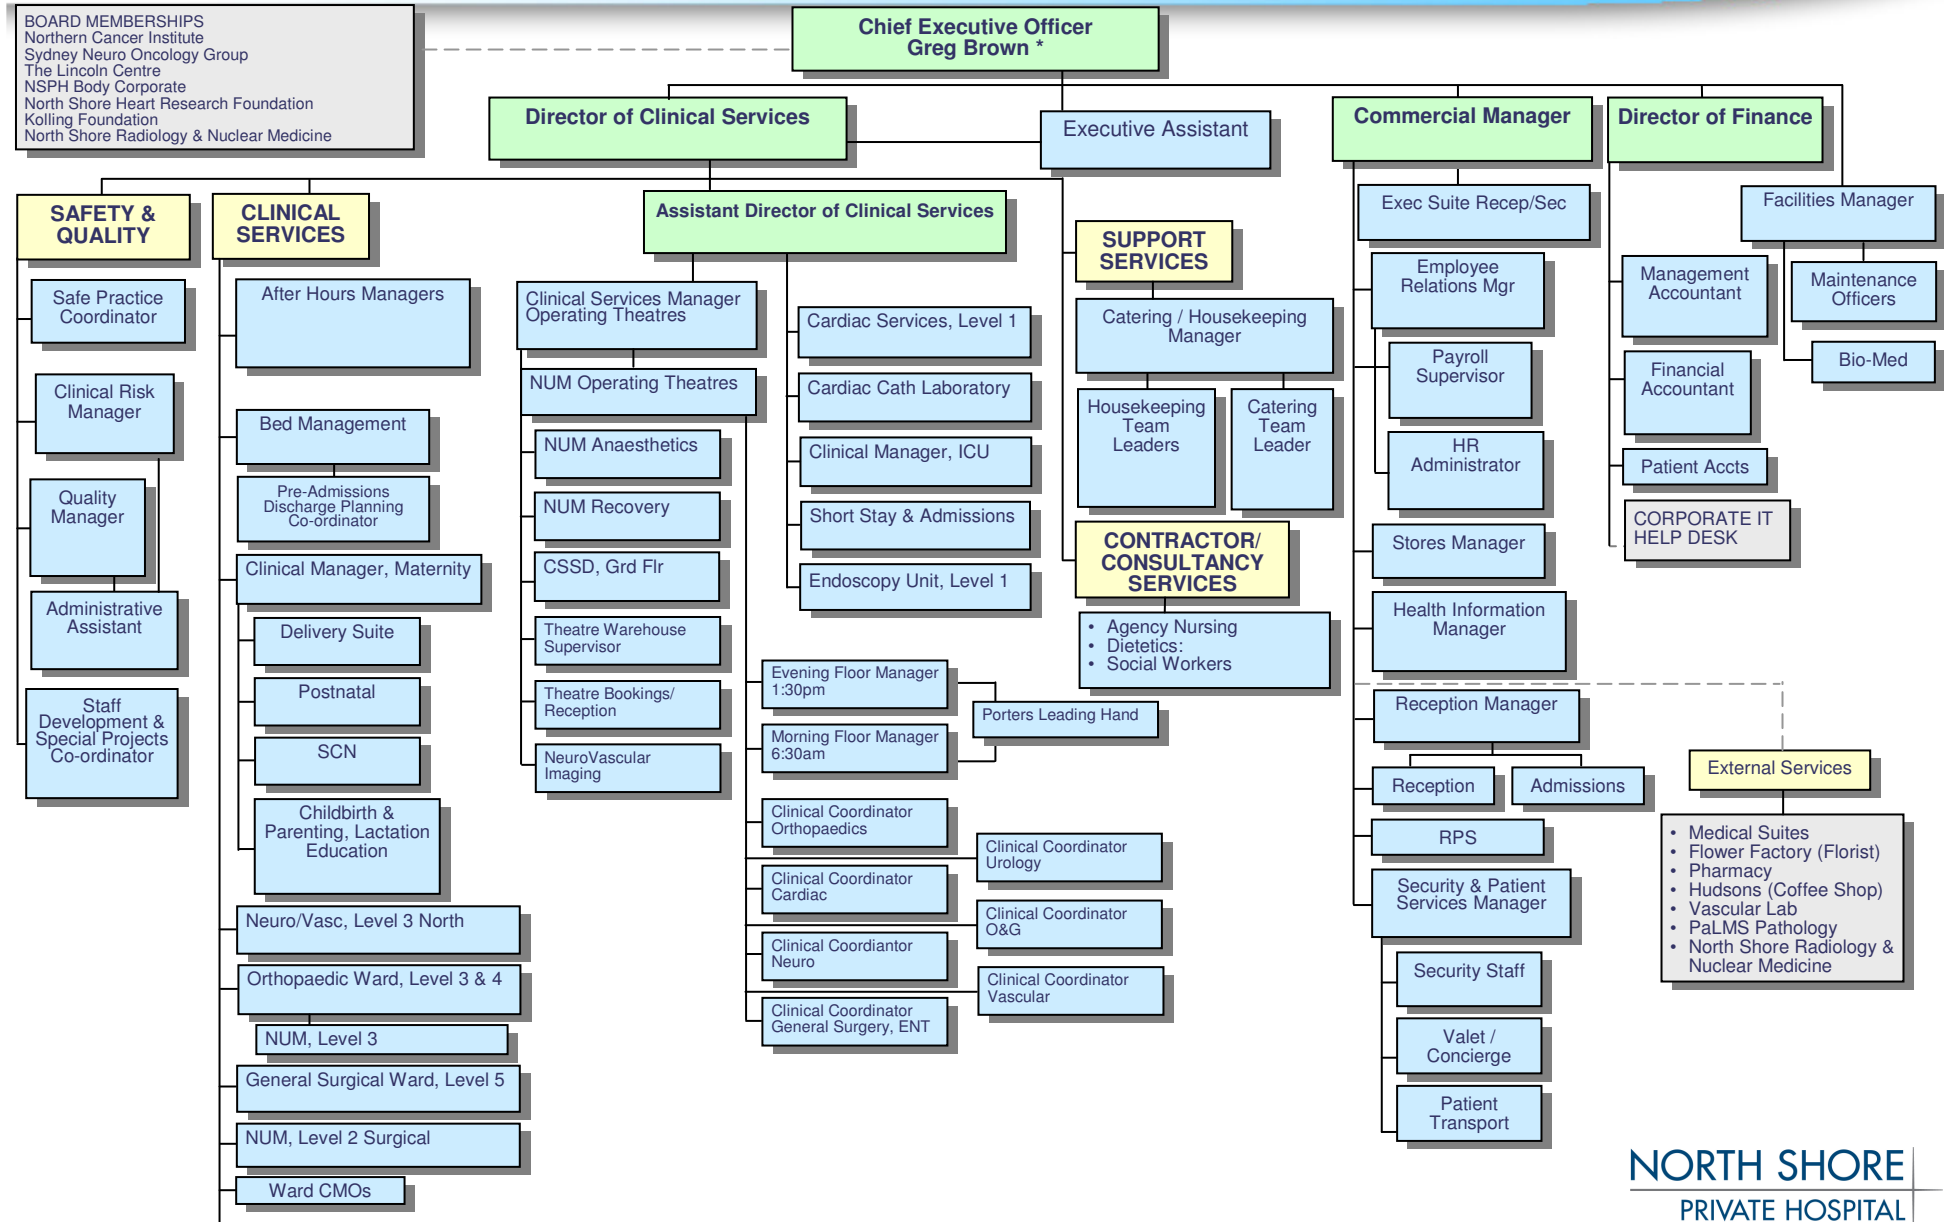 BOARD MEMBERSHIPS
Northern Cancer Institute
Sydney Neuro Oncology Group
The Lincoln Centre
NSPH Body Corporate
North Shore Heart Research Foundation
Kolling Foundation
North Shore Radiology & Nuclear Medicine
Chief Executive Officer
Greg Brown *
Director of Clinical Services
Executive Assistant
Commercial Manager
Director of Finance
SAFETY &
QUALITY
Safe Practice
Coordinator
Clinical Risk
Manager
Quality
Manager
Administrative
Assistant
Staff
Development &
Special Projects
Co-ordinator
CLINICAL
SERVICES
After Hours Managers
Bed Management
Pre-Admissions
Discharge Planning
Co-ordinator
Clinical Manager, Maternity
Delivery Suite
Postnatal
SCN
Childbirth &
Parenting, Lactation
Education
Neuro/Vasc, Level 3 North
Orthopaedic Ward, Level 3 & 4
NUM, Level 3
General Surgical Ward, Level 5
NUM, Level 2 Surgical
Ward CMOs
Assistant Director of Clinical Services
Clinical Services Manager
Operating Theatres
NUM Operating Theatres
NUM Anaesthetics
NUM Recovery
CSSD, Grd Flr
Theatre Warehouse
Supervisor
Theatre Bookings/
Reception
NeuroVascular
Imaging
Cardiac Services, Level 1
Cardiac Cath Laboratory
Clinical Manager, ICU
Short Stay & Admissions
Endoscopy Unit, Level 1
Evening Floor Manager
1:30pm
Morning Floor Manager
6:30am
Porters Leading Hand
Clinical Coordinator
Orthopaedics
Clinical Coordinator
Urology
Clinical Coordinator
Cardiac
Clinical Coordinator
O&G
Clinical Coordiantor
Neuro
Clinical Coordinator
Vascular
Clinical Coordinator
General Surgery, ENT
SUPPORT
SERVICES
Catering / Housekeeping
Manager
Housekeeping
Team
Leaders
Catering
Team
Leader
CONTRACTOR/
CONSULTANCY
SERVICES
• Agency Nursing
• Dietetics:
• Social Workers
Exec Suite Recep/Sec
Employee
Relations Mgr
Payroll
Supervisor
HR
Administrator
Stores Manager
Health Information
Manager
Reception Manager
Reception
Admissions
RPS
Security & Patient
Services Manager
Security Staff
Valet /
Concierge
Patient
Transport
Facilities Manager
Management
Accountant
Maintenance
Officers
Financial
Accountant
Bio-Med
Patient Accts
CORPORATE IT
HELP DESK
External Services
• Medical Suites
• Flower Factory (Florist)
• Pharmacy
• Hudsons (Coffee Shop)
• Vascular Lab
• PaLMS Pathology
• North Shore Radiology &
Nuclear Medicine
NORTH SHORE
PRIVATE HOSPITAL